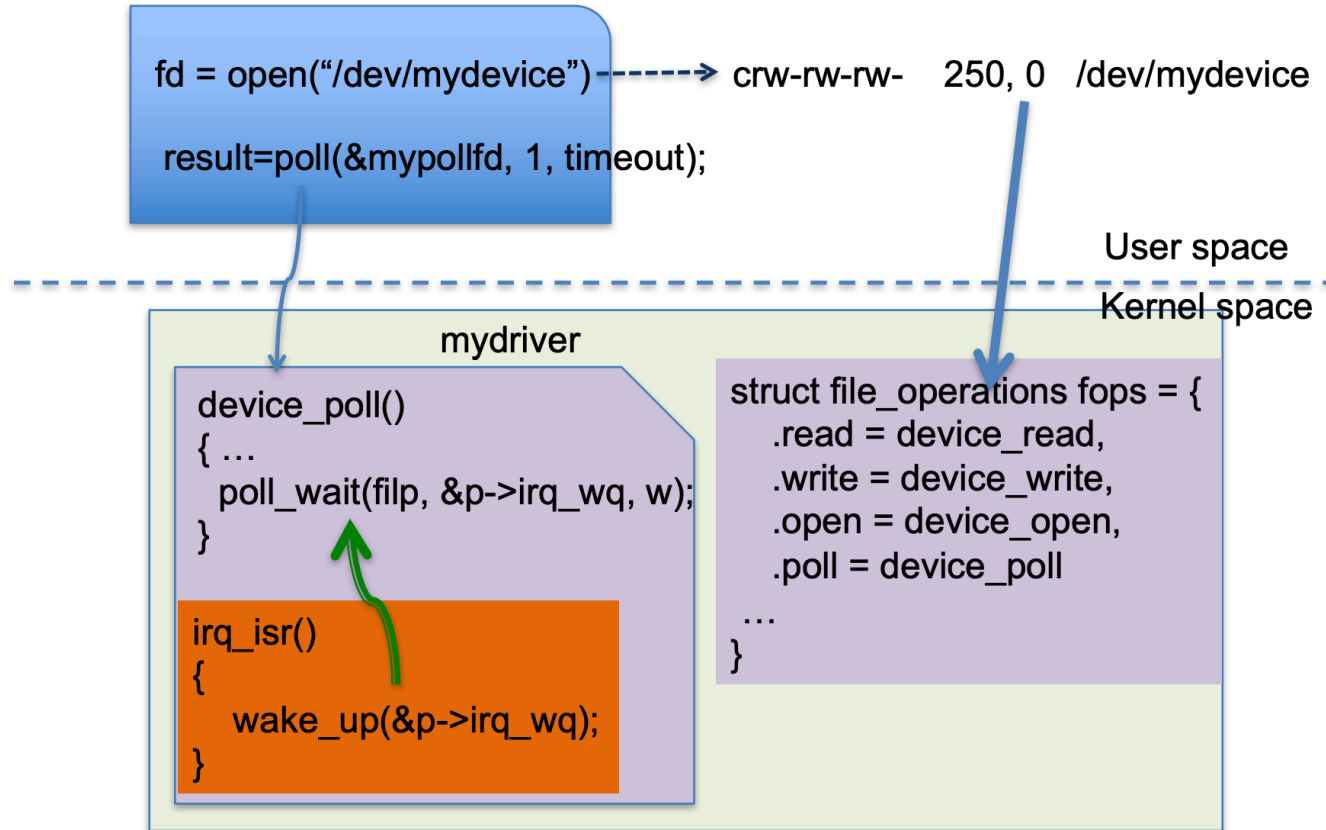 fd = open(“/dev/mydevice”)
crw-rw-rw- 250, 0 /dev/mydevice
result=poll(&mypollfd, 1, timeout);
User space
Kernel space
mydriver
device_poll()
{ …
poll_wait(filp, &p->irq_wq, w);
}
irq_isr()
{
wake_up(&p->irq_wq);
}
struct file_operations fops = {
.read = device_read,
.write = device_write,
.open = device_open,
.poll = device_poll
…
}